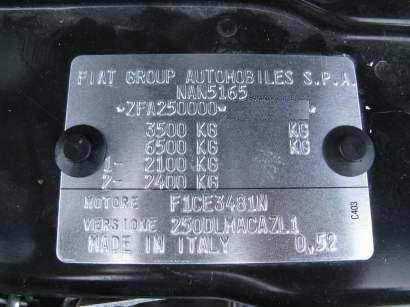 FIAT GROUP AUTOMOBILES S.P.A.
NAN5165
*ZFA250000 *
3500 KG KG
6500 KG KG
1- 2100 KG
2- 2400 KG
MOTORE F1CE3481N
VERSIONE 250DLMACAZL1
MADE IN ITALY 0,52
C403